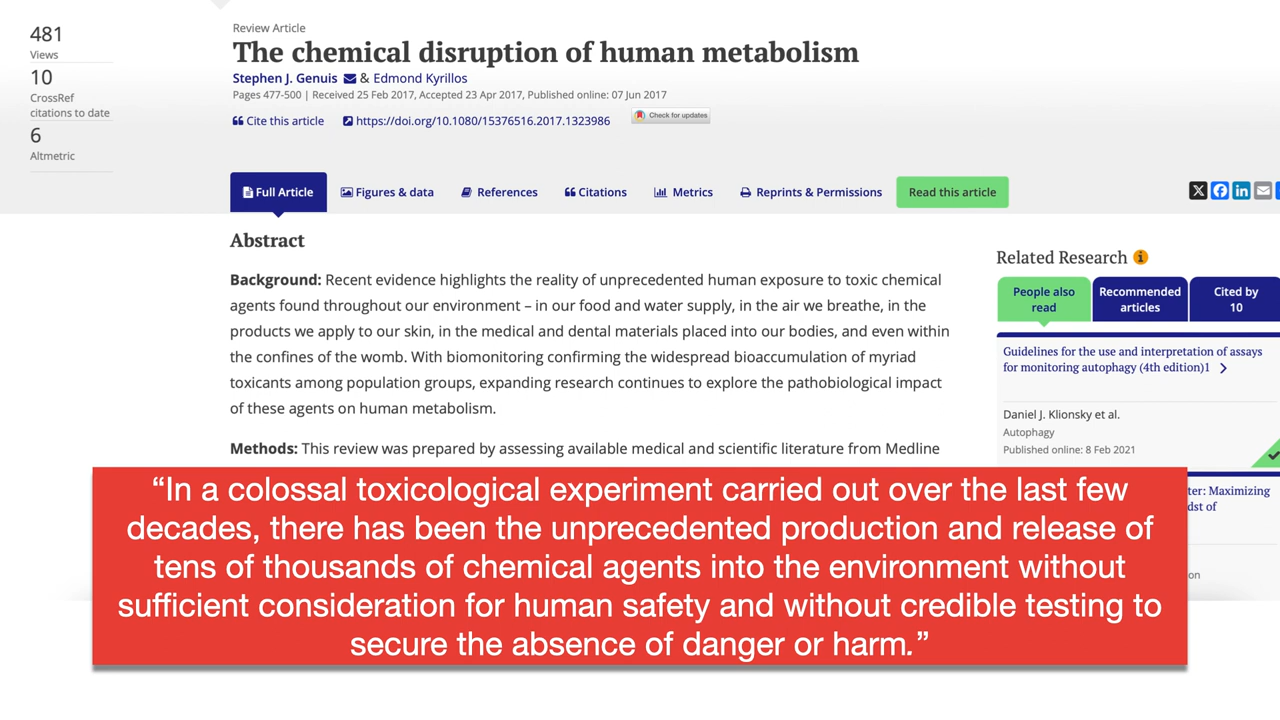 481
Views
10
CrossRef
citations to date
6
Altmetric
Review Article
The chemical disruption of human metabolism
Stephen J. Genuis & Edmond Kyrillos
Pages 477-500 | Received 25 Feb 2017, Accepted 23 Apr 2017, Published online: 07 Jun 2017
Cite this article https://doi.org/10.1080/15376516.2017.1323986 Check for updates
Full Article Figures & data References Citations Metrics Reprints & Permissions Read this article
Abstract
Background: Recent evidence highlights the reality of unprecedented human exposure to toxic chemical
agents found throughout our environment – in our food and water supply, in the air we breathe, in the
products we apply to our skin, in the medical and dental materials placed into our bodies, and even within
the confines of the womb. With biomonitoring confirming the widespread bioaccumulation of myriad
toxicants among population groups, expanding research continues to explore the pathobiological impact
of these agents on human metabolism.
Methods: This review was prepared by assessing available medical and scientific literature from Medline
Related Research
People also
read
Recommended
articles
Cited by
10
Guidelines for the use and interpretation of assays
for monitoring autophagy (4th edition)1
Daniel J. Klionsky et al.
Autophagy
Published online: 8 Feb 2021
ter: Maximizing
dst of
on
“In a colossal toxicological experiment carried out over the last few
decades, there has been the unprecedented production and release of
tens of thousands of chemical agents into the environment without
sufficient consideration for human safety and without credible testing to
secure the absence of danger or harm.”